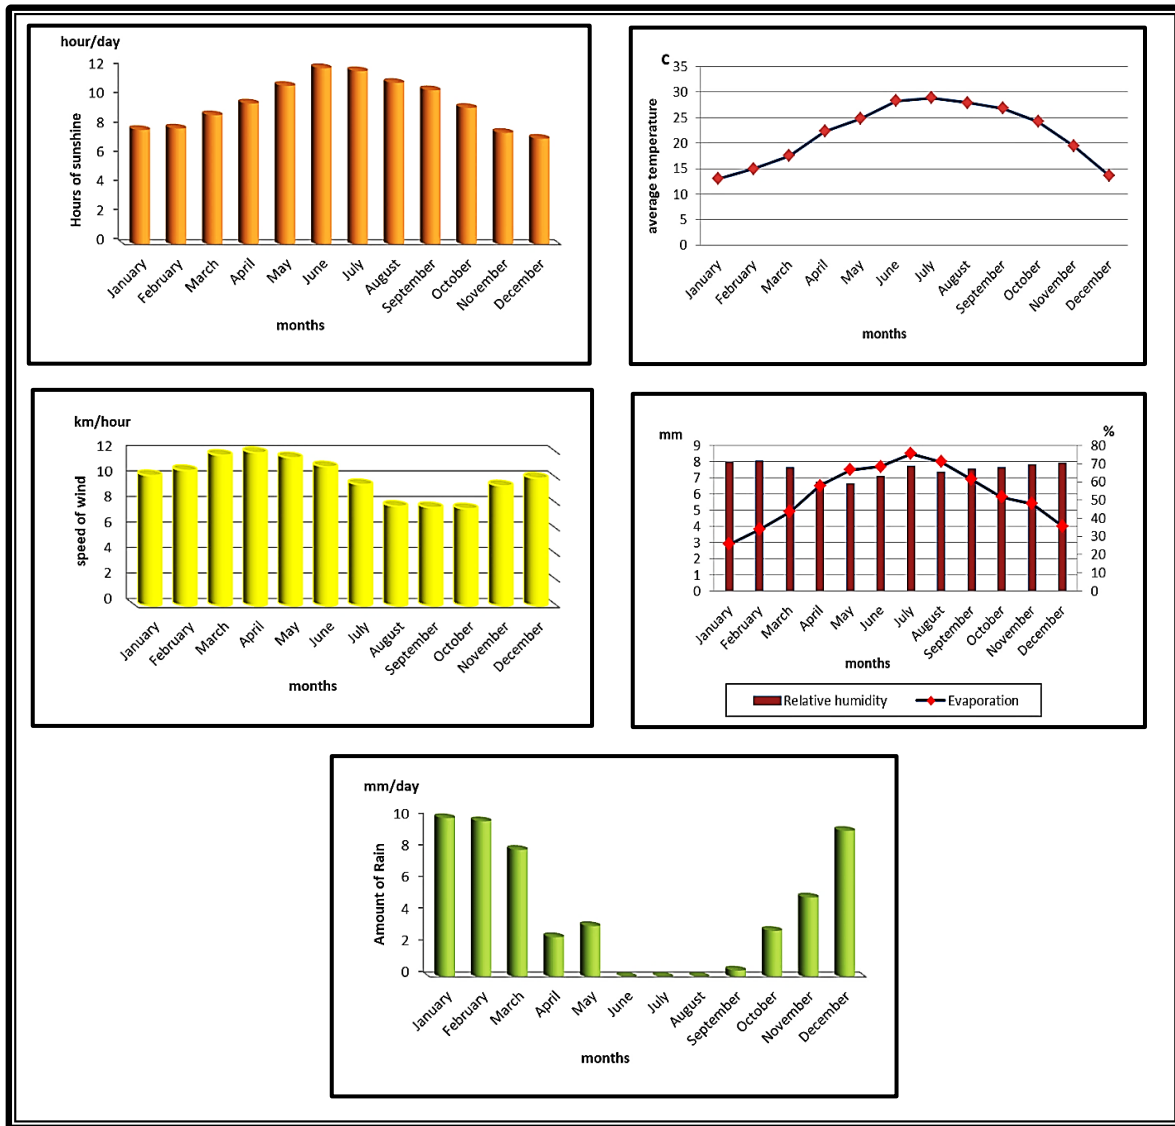 hour/day
Hours of sunshine
12
10
8
6
4
2
0
January
February
March
April
May
June
July
August
September
October
November
December
months
C
average temperature
35
30
25
20
15
10
5
0
January
February
March
April
May
June
July
August
September
October
November
December
months
km/hour
speed of wind
12
10
8
6
4
2
0
January
February
March
April
May
June
July
August
September
October
November
December
months
mm
%
9
8
7
6
5
4
3
2
1
0
80
70
60
50
40
30
20
10
0
January
February
March
April
May
June
July
August
September
October
November
December
months
Relative humidity
Evaporation
mm/day
Amount of Rain
10
8
6
4
2
0
January
February
March
April
May
June
July
August
September
October
November
December
months